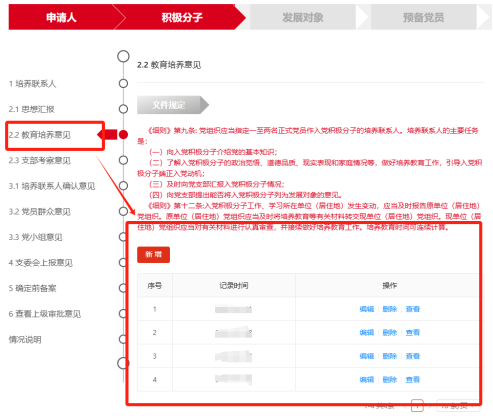 申请人
积极分子
发展对象
预备党员
1 培养联系人
2.1 思想汇报
2.2 教育培养意见
2.3 支部考察意见
3.1 培养联系人确认意见
3.2 党员群众意见
3.3 党小组意见
4 支委会上报意见
5 确定前备案
6 查看上级审批意见
情况说明
2.2 教育培养意见
文件规定
《细则》第九条:党组织应当指定一至两名正式党员作入党积极分子的培养联系人。培养联系人的主要任务
是：
（一）向入党积极分子介绍党的基本知识；
（二）了解入党积极分子的政治觉悟、道德品质、现实表现和家庭情况等，做好培养教育工作，引导入党积
极分子端正入党动机；
（三）及时向党支部汇报入党积极分子情况；
（四）向党支部提出能否将入党积极分子列为发展对象的意见。
《细则》第十二条:入党积极分子工作、学习所在单位（居住地）发生变动，应当及时报告原单位（居住地）
党组织。原单位（居住地）党组织应当及时将培养教育等有关材料转交现单位（居住地）党组织。现单位（居
住地）党组织应当对有关材料进行认真审查，并接续做好培养教育工作。培养教育时间可连续计算。
新 增
序号 记录时间 操作
1 编辑 删除 查看
2 编辑 删除 查看
3 编辑 删除 查看
4 编辑 删除 查看
1